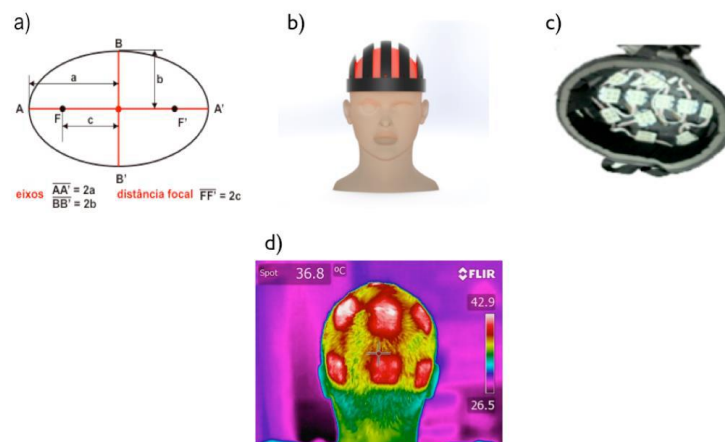 a)
B
a
b
A
F
F'
A'
c
B'
eixos AA' = 2a
BB' = 2b
distância focal FF' = 2c
b)
c)
d)
Spot 36.8 ºC
FLIR
42.9
26.5